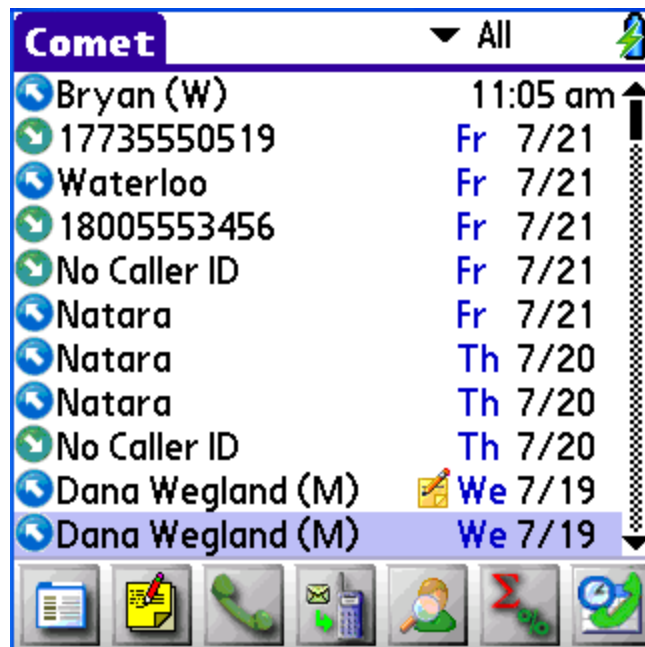 Comet All
Bryan (W) 11:05 am
17735550519 Fr 7/21
Waterloo Fr 7/21
18005553456 Fr 7/21
No Caller ID Fr 7/21
Natara Fr 7/21
Natara Th 7/20
Natara Th 7/20
No Caller ID Th 7/20
Dana Wegland (M) We 7/19
Dana Wegland (M) We 7/19
Σ%